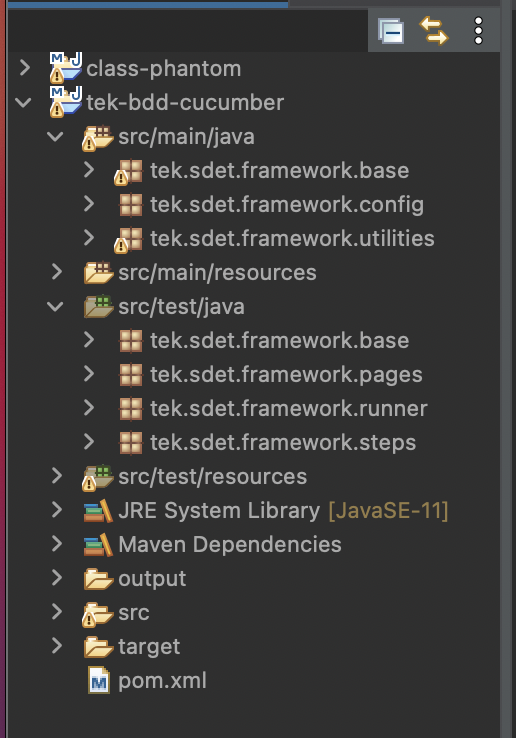 class-phantom
tek-bdd-cucumber
src/main/java
tek.sdet.framework.base
tek.sdet.framework.config
tek.sdet.framework.utilities
src/main/resources
src/test/java
tek.sdet.framework.base
tek.sdet.framework.pages
tek.sdet.framework.runner
tek.sdet.framework.steps
src/test/resources
JRE System Library [JavaSE-11]
Maven Dependencies
output
src
target
pom.xml